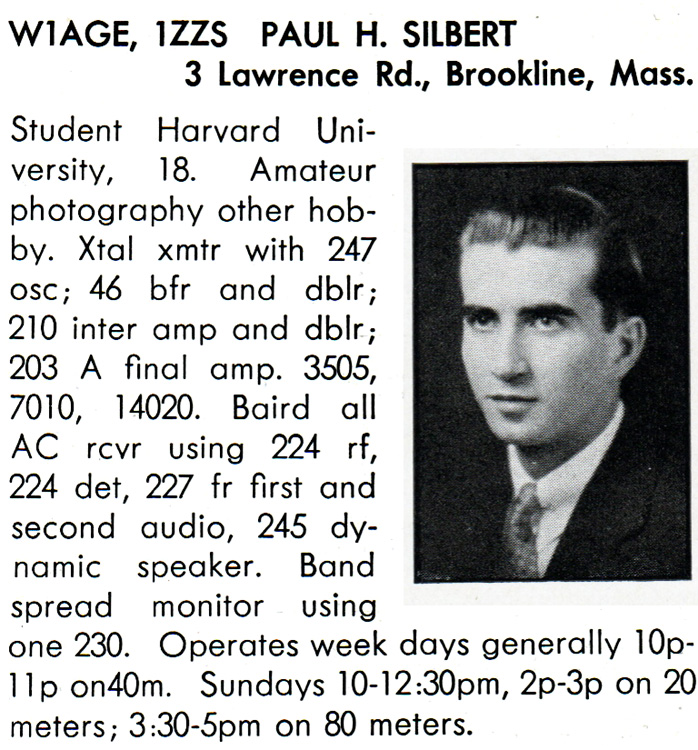 W1AGE, 1ZZS PAUL H. SILBERT
3 Lawrence Rd., Brookline, Mass.
Student Harvard Uni-
versity, 18. Amateur
photography other hob-
by. Xtal xmtr with 247
osc; 46 bfr and dblr;
210 inter amp and dblr;
203 A final amp. 3505,
7010, 14020. Baird all
AC rcvr using 224 rf,
224 det, 227 fr first and
second audio, 245 dy-
namic speaker. Band
spread monitor using
one 230. Operates week days generally 10p-
11p on40m. Sundays 10-12:30pm, 2p-3p on 20
meters; 3:30-5pm on 80 meters.